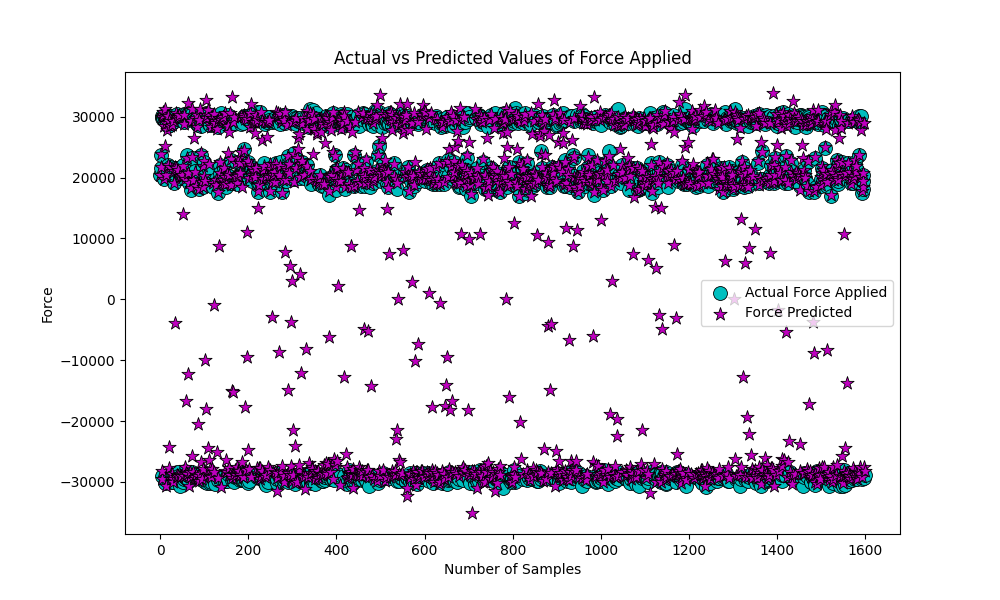 Actual vs Predicted Values of Force Applied
30000
20000
10000
0
−10000
−20000
−30000
Force
Actual Force Applied
Force Predicted
0 200 400 600 800 1000 1200 1400 1600
Number of Samples